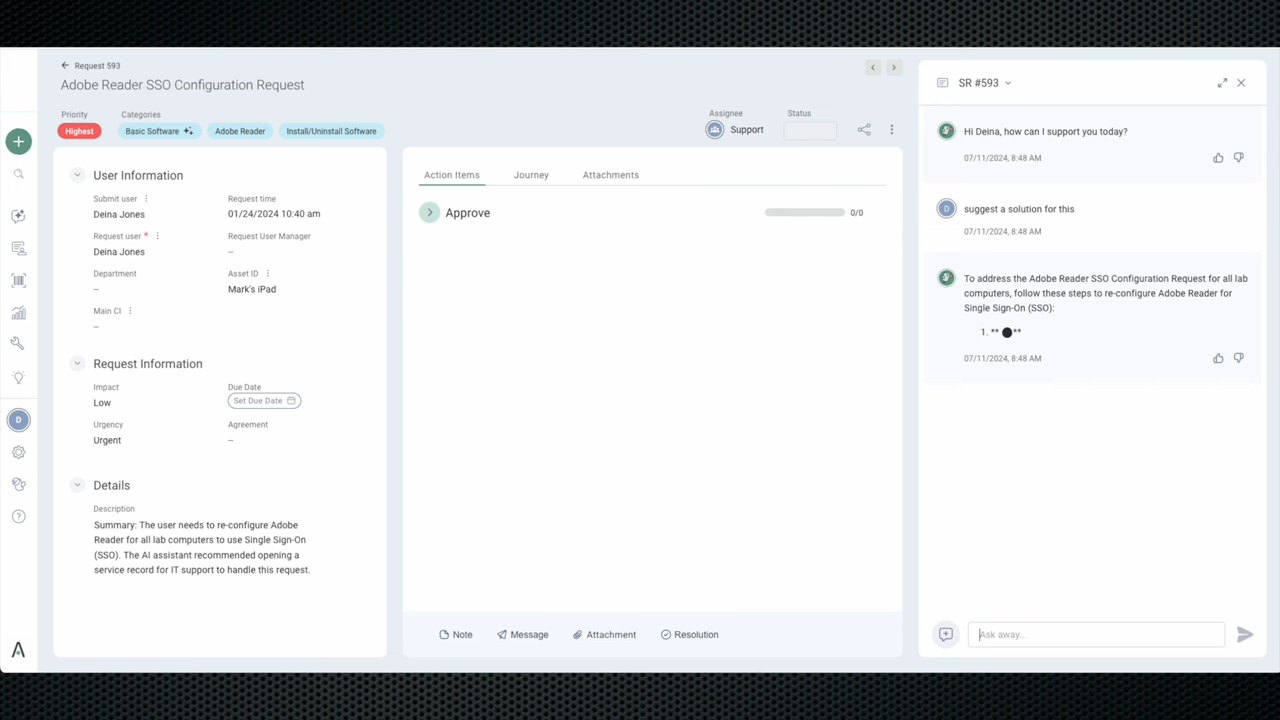 Request 593
Adobe Reader SSO Configuration Request
Priority
Categories
Highest
Basic Software
Adobe Reader
Install/Uninstall Software
Assignee
Support
Status
User Information
Submit user
Deina Jones
Request time
01/24/2024 10:40 am
Request user *
Deina Jones
Request User Manager
--
Department
--
Asset ID
Mark's iPad
Main CI
--
Request Information
Impact
Low
Due Date
Set Due Date
Urgency
Urgent
Agreement
--
Details
Description
Summary: The user needs to re-configure Adobe
Reader for all lab computers to use Single Sign-On
(SSO). The AI assistant recommended opening a
service record for IT support to handle this request.
Action Items
Journey
Attachments
Approve
0/0
Note
Message
Attachment
Resolution
SR #593
Hi Deina, how can I support you today?
07/11/2024, 8:48 AM
D
suggest a solution for this
07/11/2024, 8:48 AM
To address the Adobe Reader SSO Configuration Request for all lab
computers, follow these steps to re-configure Adobe Reader for
Single Sign-On (SSO):
1. ** ●**
07/11/2024, 8:48 AM
Ask away...
D